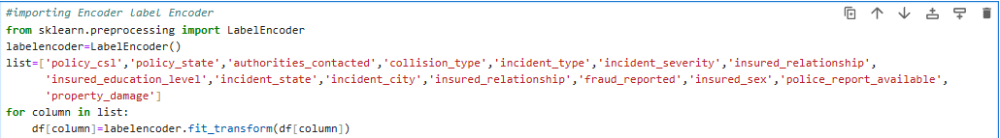 #importing Encoder label Encoder
from sklearn.preprocessing import LabelEncoder
labelencoder=LabelEncoder()
list=['policy_csl','policy_state','authorities_contacted','collision_type','incident_type','incident_severity','insured_relationship',
'insured_education_level','incident_state','incident_city','insured_relationship','fraud_reported','insured_sex','police_report_available',
'property_damage']
for column in list:
df[column]=labelencoder.fit_transform(df[column])